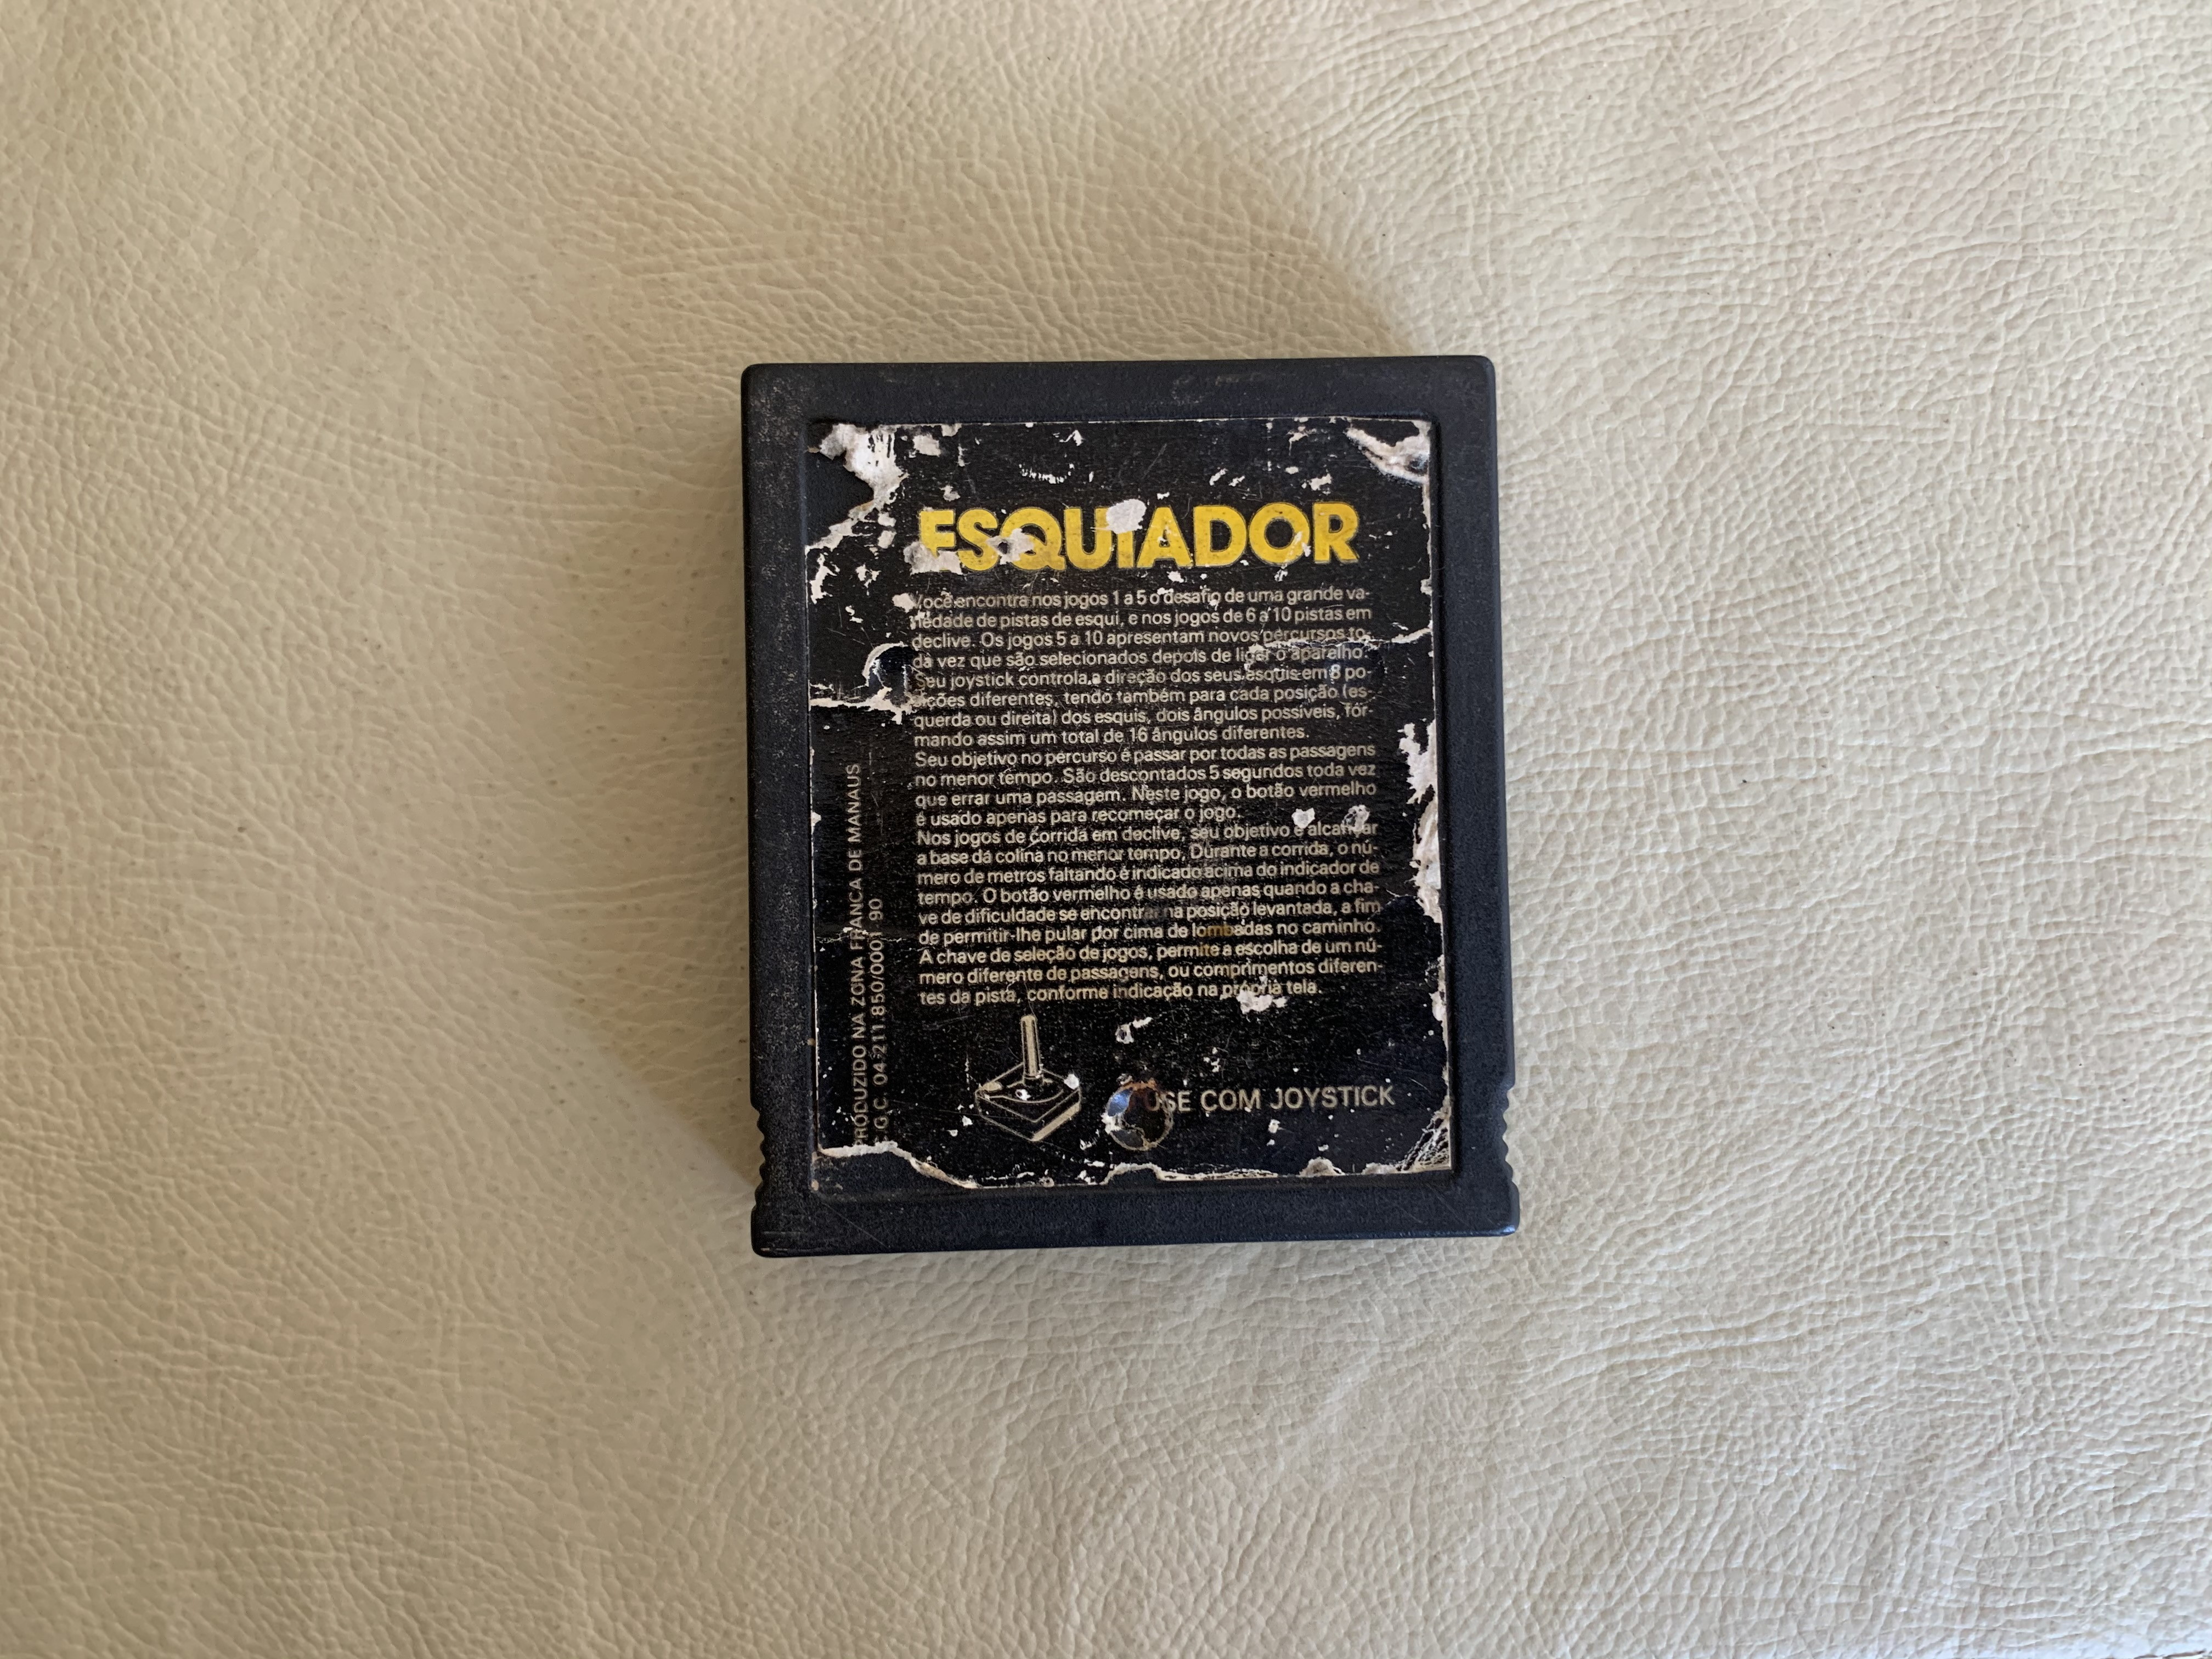 ESQUIADOR
Você encontra nos jogos 1 a 5 o desafio de uma grande va-
riedade de pistas de esqui, e nos jogos de 6 a 10 pistas em
declive. Os jogos 5 a 10 apresentam novos percursos to-
da vez que são selecionados depois de ligar o aparelho.
Seu joystick controla a direção dos seus esquis em 8 po-
sições diferentes, tendo também para cada posição (es-
querda ou direita) dos esquis, dois ângulos possíveis, for-
mando assim um total de 16 ângulos diferentes.
Seu objetivo no percurso é passar por todas as passagens
no menor tempo. São descontados 5 segundos toda vez
que errar uma passagem. Neste jogo, o botão vermelho
é usado apenas para recomeçar o jogo.
Nos jogos de corrida em declive, seu objetivo é alcançar
a base da colina no menor tempo. Durante a corrida, o nú-
mero de metros faltando é indicado acima do indicador de
tempo. O botão vermelho é usado apenas quando a cha-
ve de dificuldade se encontra na posição levantada, a fim
de permitir-lhe pular por cima de lombadas no caminho.
A chave de seleção de jogos, permite a escolha de um nú-
mero diferente de passagens, ou comprimentos diferen-
tes da pista, conforme indicação na própria tela.
USE COM JOYSTICK
PRODUZIDO NA ZONA FRANCA DE MANAUS
C.G.C. 04.211.850/0001 90